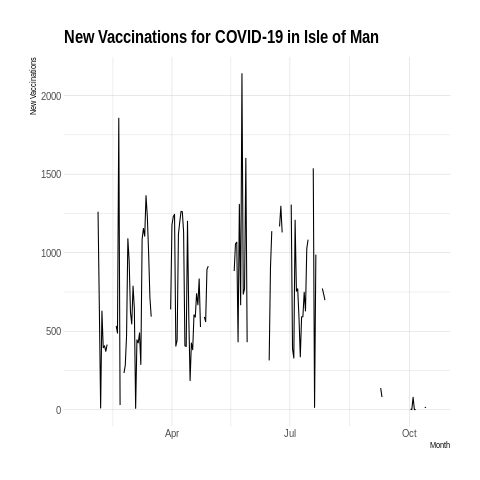 New Vaccinations for COVID-19 in Isle of Man
New Vaccinations
2000
1500
1000
500
0
Apr
Jul
Oct
Month